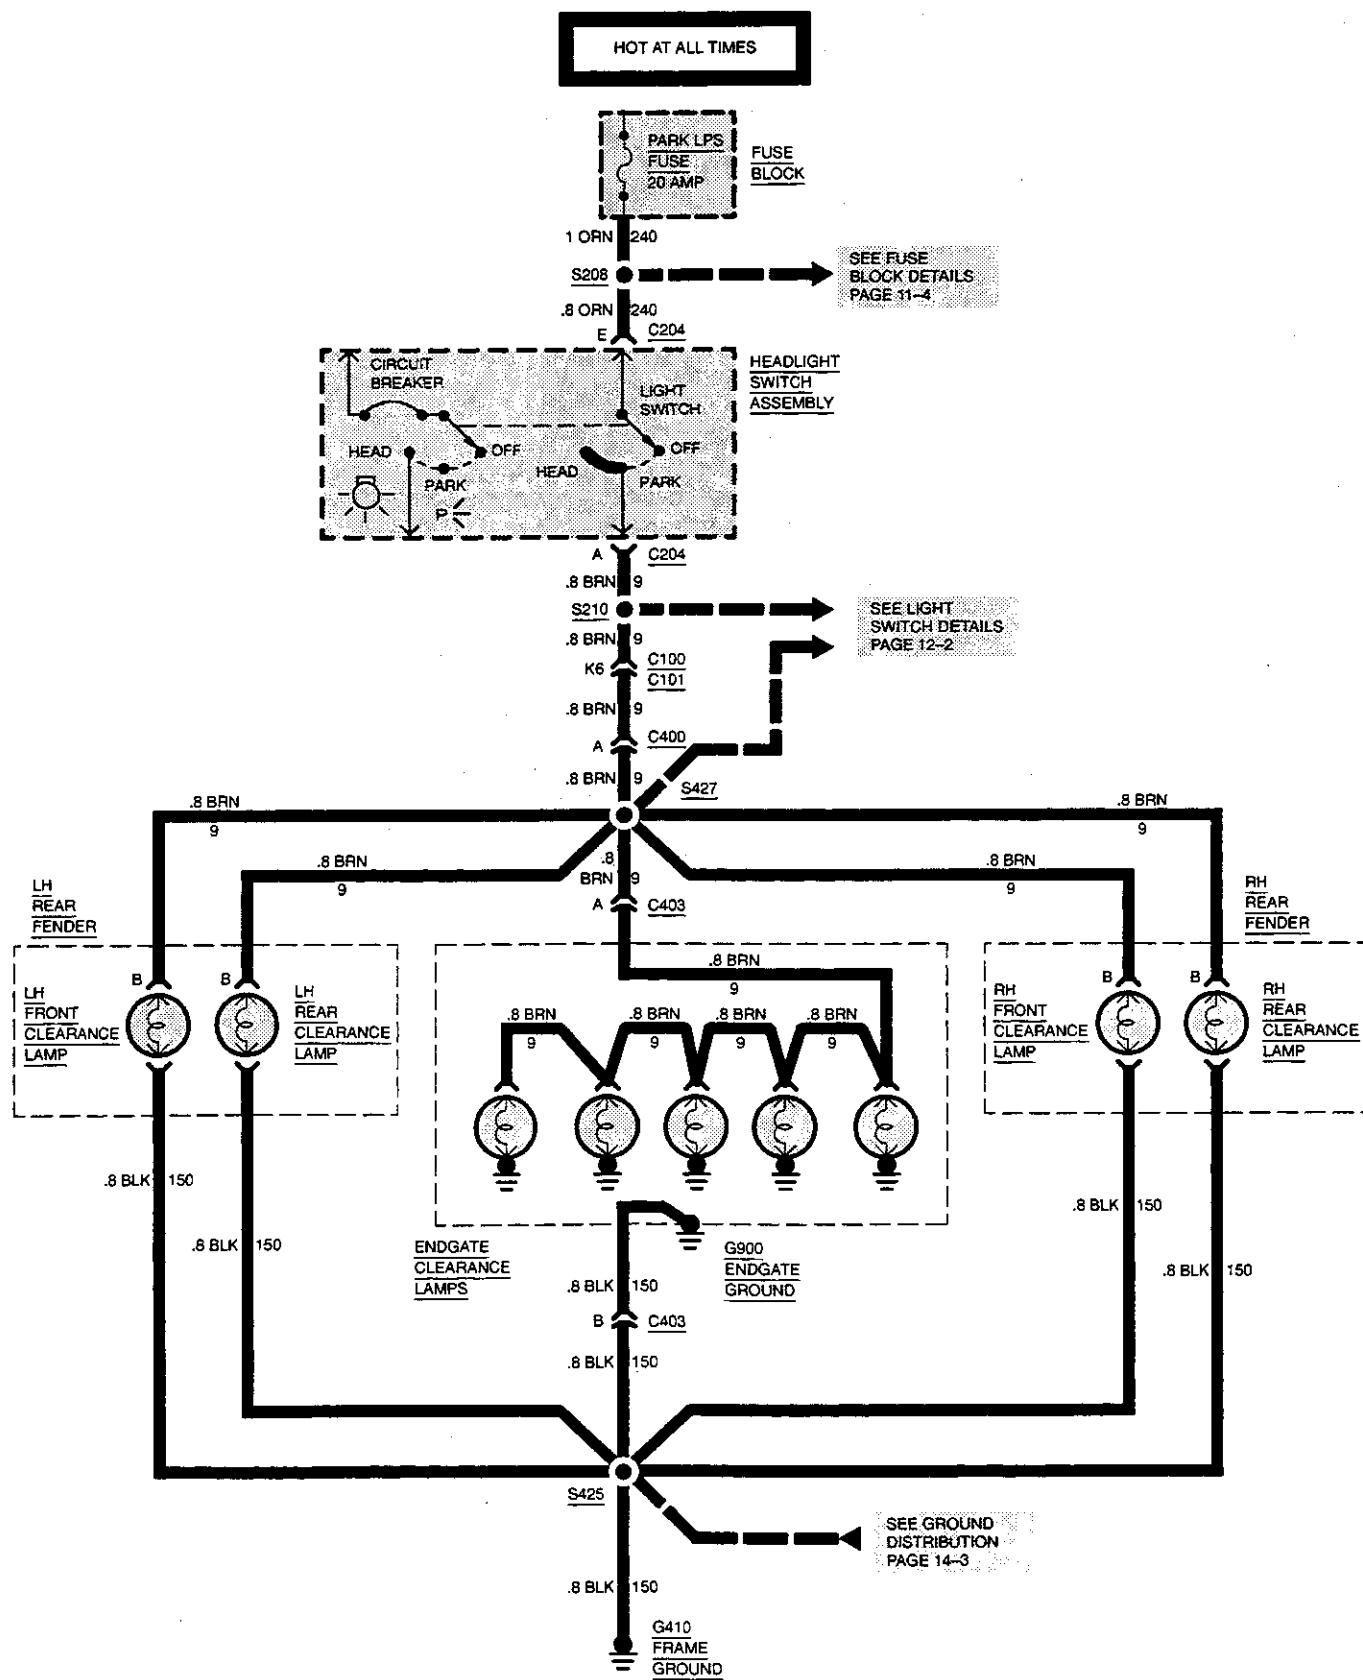 HOT AT ALL TIMES
PARK LPS
FUSE
20 AMP
FUSE
BLOCK
1 ORN 240
S208
SEE FUSE
BLOCK DETAILS
PAGE 11-4
.8 ORN 240
E C204
CIRCUIT
BREAKER
LIGHT
SWITCH
HEADLIGHT
SWITCH
ASSEMBLY
HEAD
OFF
PARK
P
HEAD
OFF
PARK
A C204
.8 BRN 9
S210
SEE LIGHT
SWITCH DETAILS
PAGE 12-2
.8 BRN 9
K6 C100
C101
.8 BRN 9
A C400
.8 BRN 9
S427
.8 BRN
9
.8 BRN
9
.8 BRN
9
.8 BRN
9
.8
BRN 9
A C403
LH
REAR
FENDER
RH
REAR
FENDER
B
B
B
B
LH
FRONT
CLEARANCE
LAMP
LH
REAR
CLEARANCE
LAMP
.8 BRN
9
.8 BRN
9
.8 BRN
9
.8 BRN
9
.8 BRN
9
RH
FRONT
CLEARANCE
LAMP
RH
REAR
CLEARANCE
LAMP
.8 BLK 150
.8 BLK 150
.8 BLK 150
.8 BLK 150
ENDGATE
CLEARANCE
LAMPS
G900
ENDGATE
GROUND
.8 BLK 150
B C403
.8 BLK 150
S425
SEE GROUND
DISTRIBUTION
PAGE 14-3
.8 BLK 150
G410
FRAME
GROUND